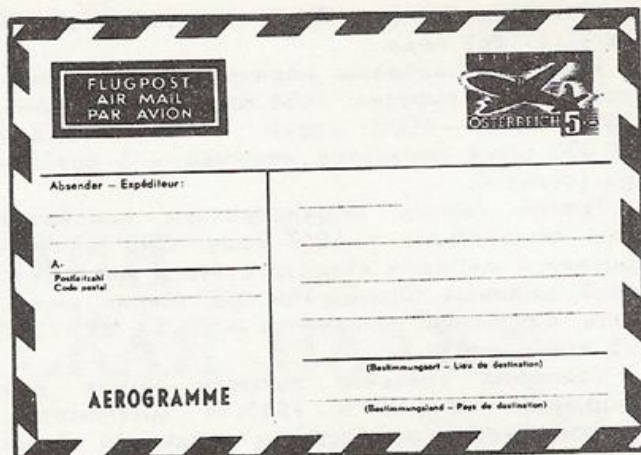 FLUGPOST
AIR MAIL
PAR AVION
ÖSTERREICH 5
Absender – Expéditeur:
A-
Postleitzahl
Code postal
AEROGRAMME
(Bestimmungsort – Lieu de destination)
(Bestimmungsland – Pays de destination)